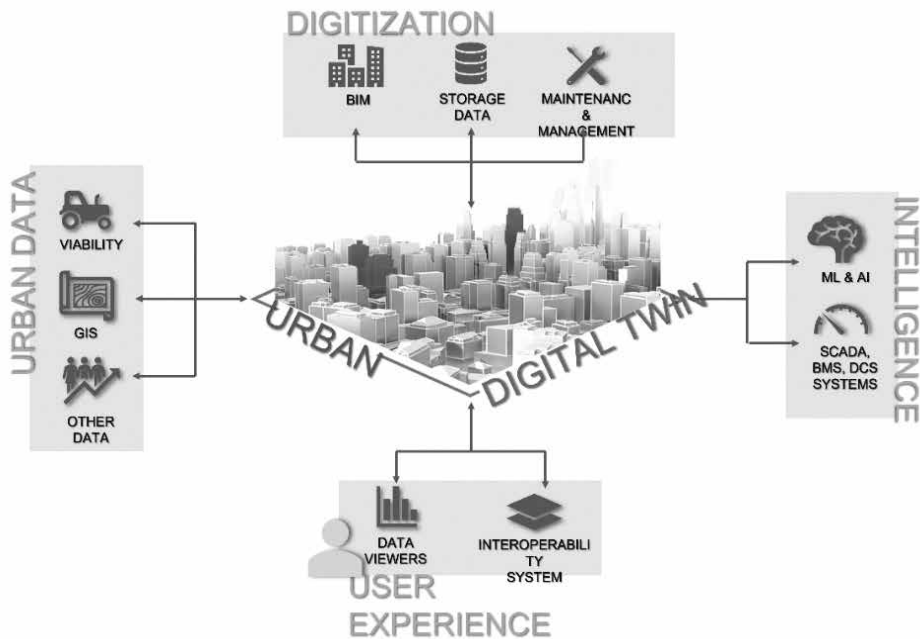 DIGITIZATION
BIM
STORAGE
DATA
MAINTENANC
&
MANAGEMENT
URBAN DATA
VIABILITY
GIS
OTHER
DATA
URBAN
DIGITAL TWIN
INTELLIGENCE
ML & AI
SCADA,
BMS, DCS
SYSTEMS
DATA
VIEWERS
INTEROPERABILI
TY
SYSTEM
USER
EXPERIENCE